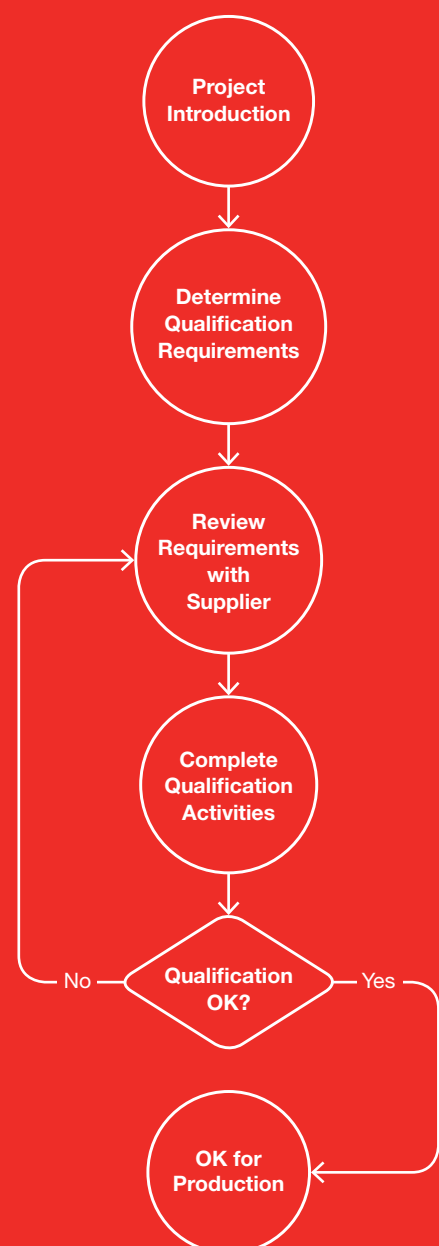 Project
Introduction
Determine
Qualification
Requirements
Review
Requirements
with
Supplier
Complete
Qualification
Activities
No
Qualification
OK?
Yes
OK for
Production